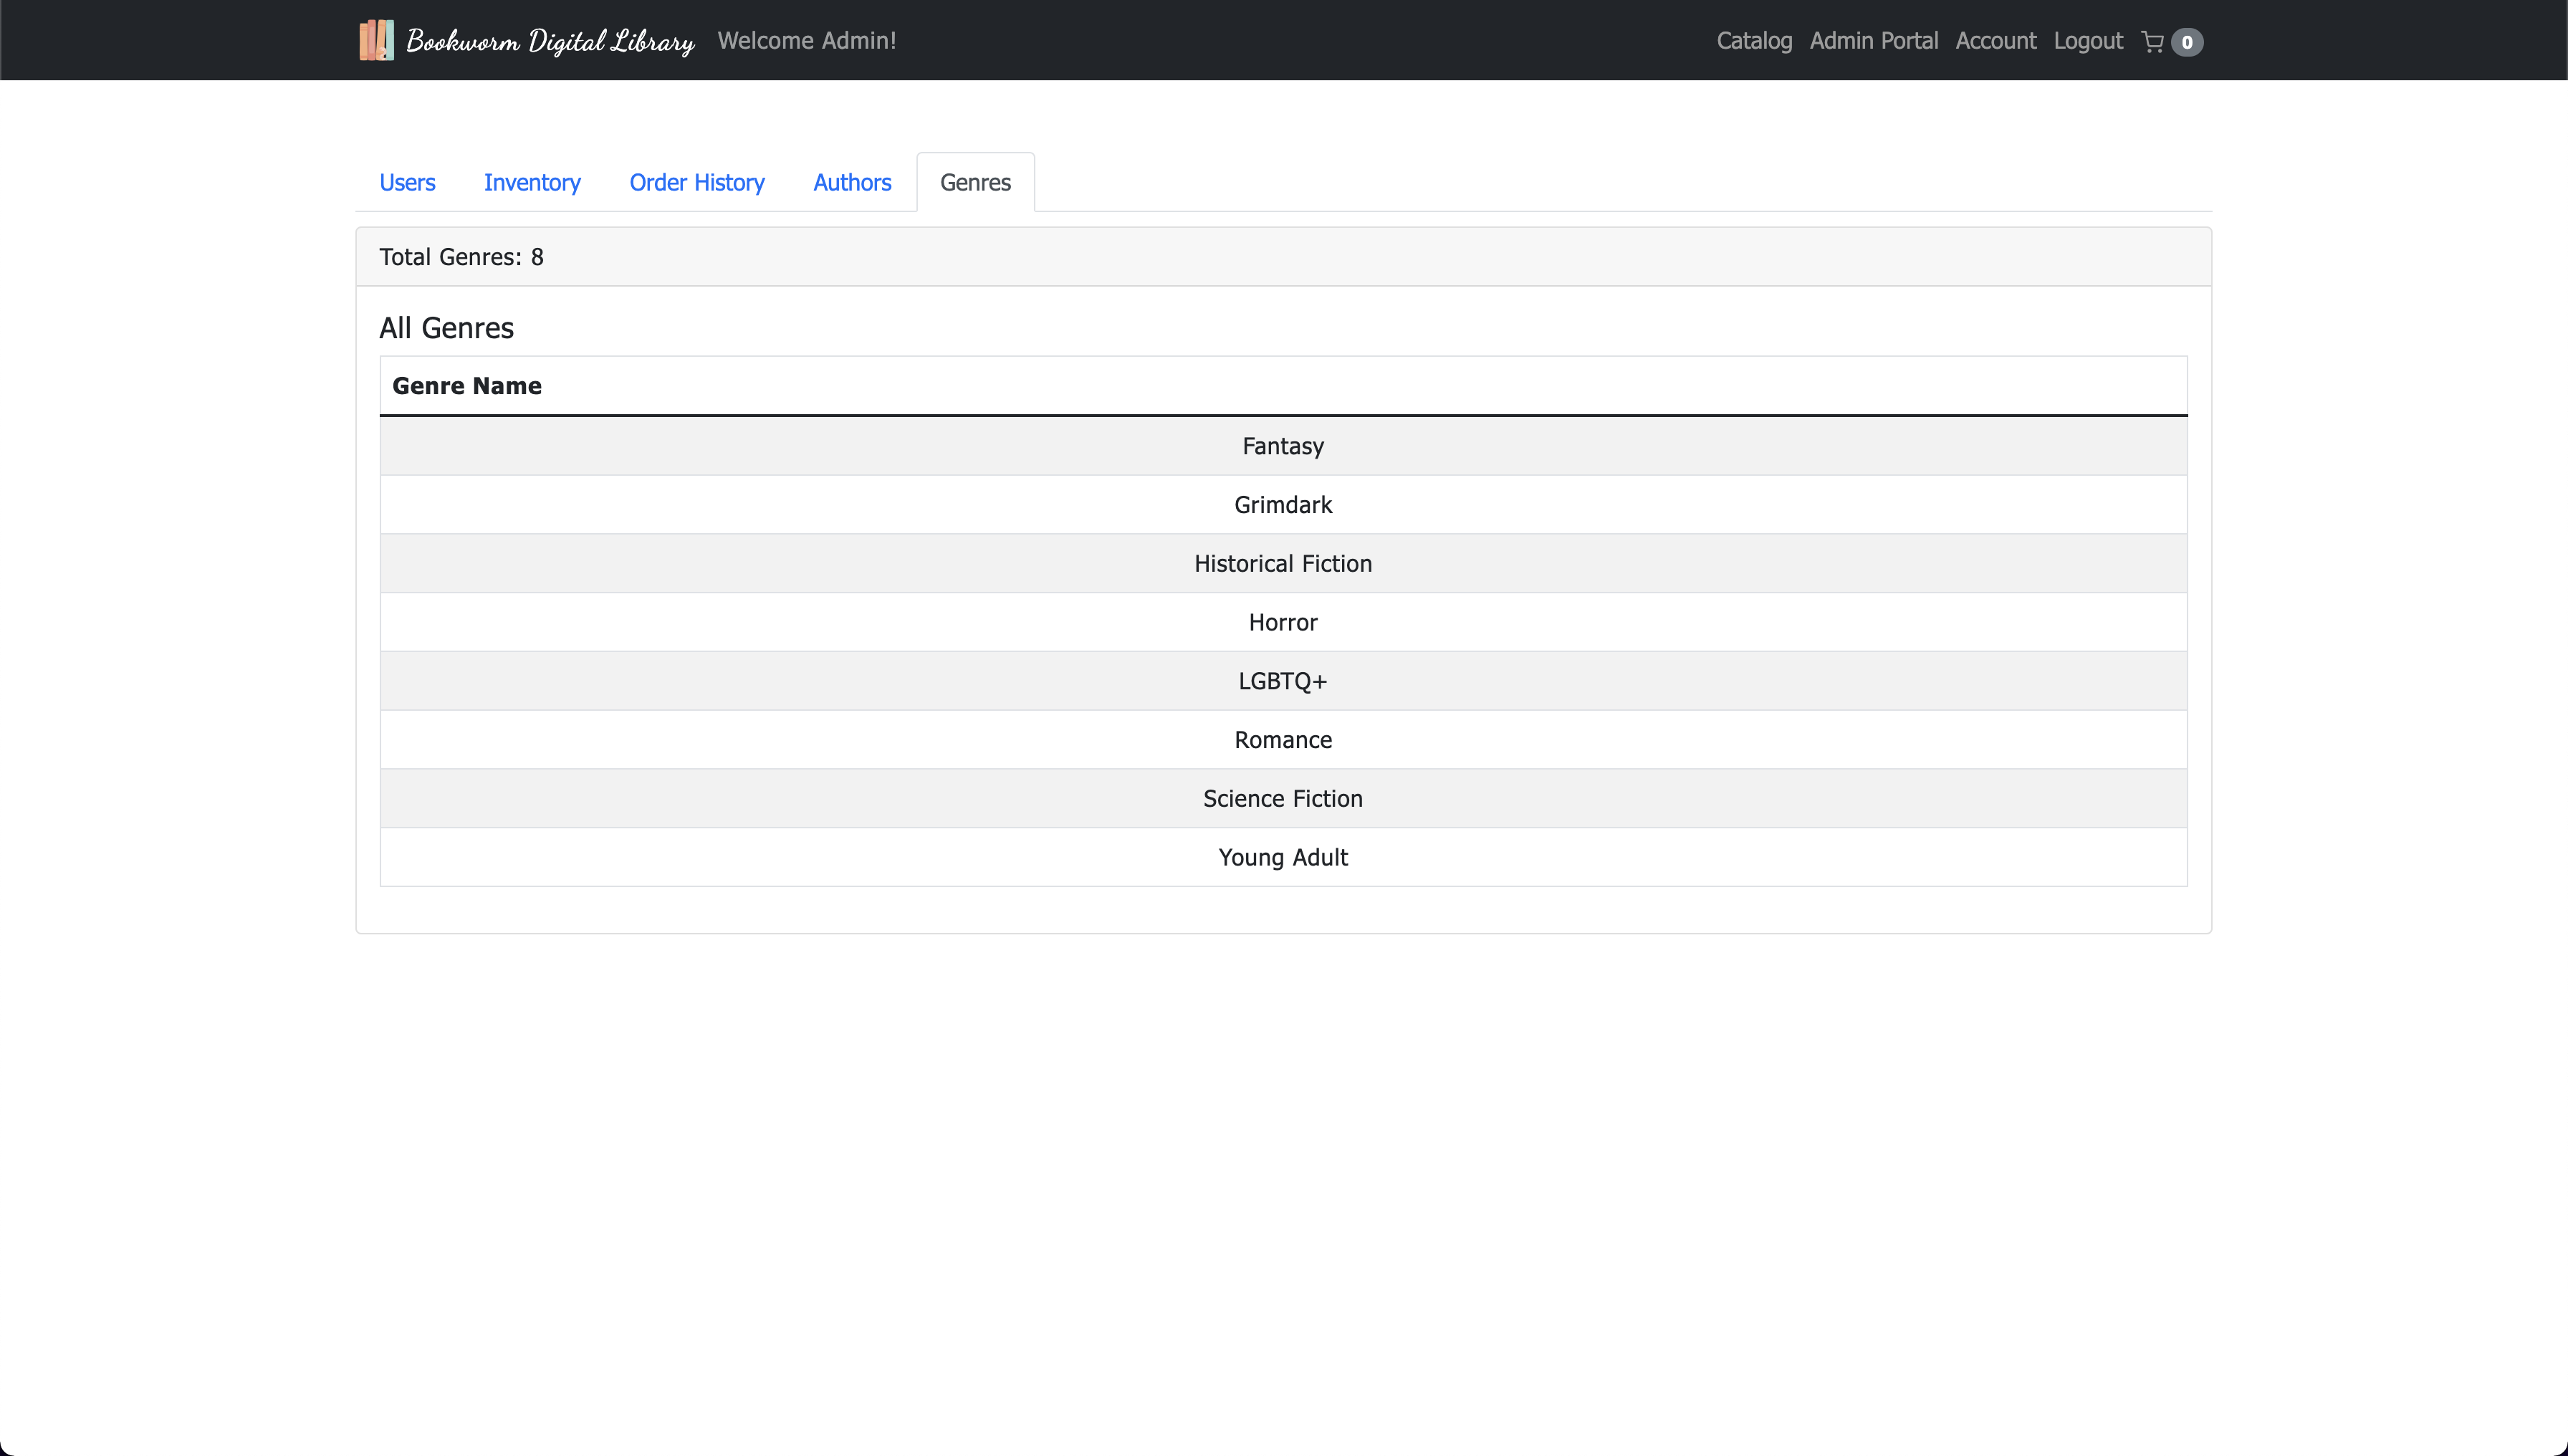 Bookworm Digital Library Welcome Admin! Catalog Admin Portal Account Logout 0
Users Inventory Order History Authors Genres
Total Genres: 8
All Genres
Genre Name
Fantasy
Grimdark
Historical Fiction
Horror
LGBTQ+
Romance
Science Fiction
Young Adult